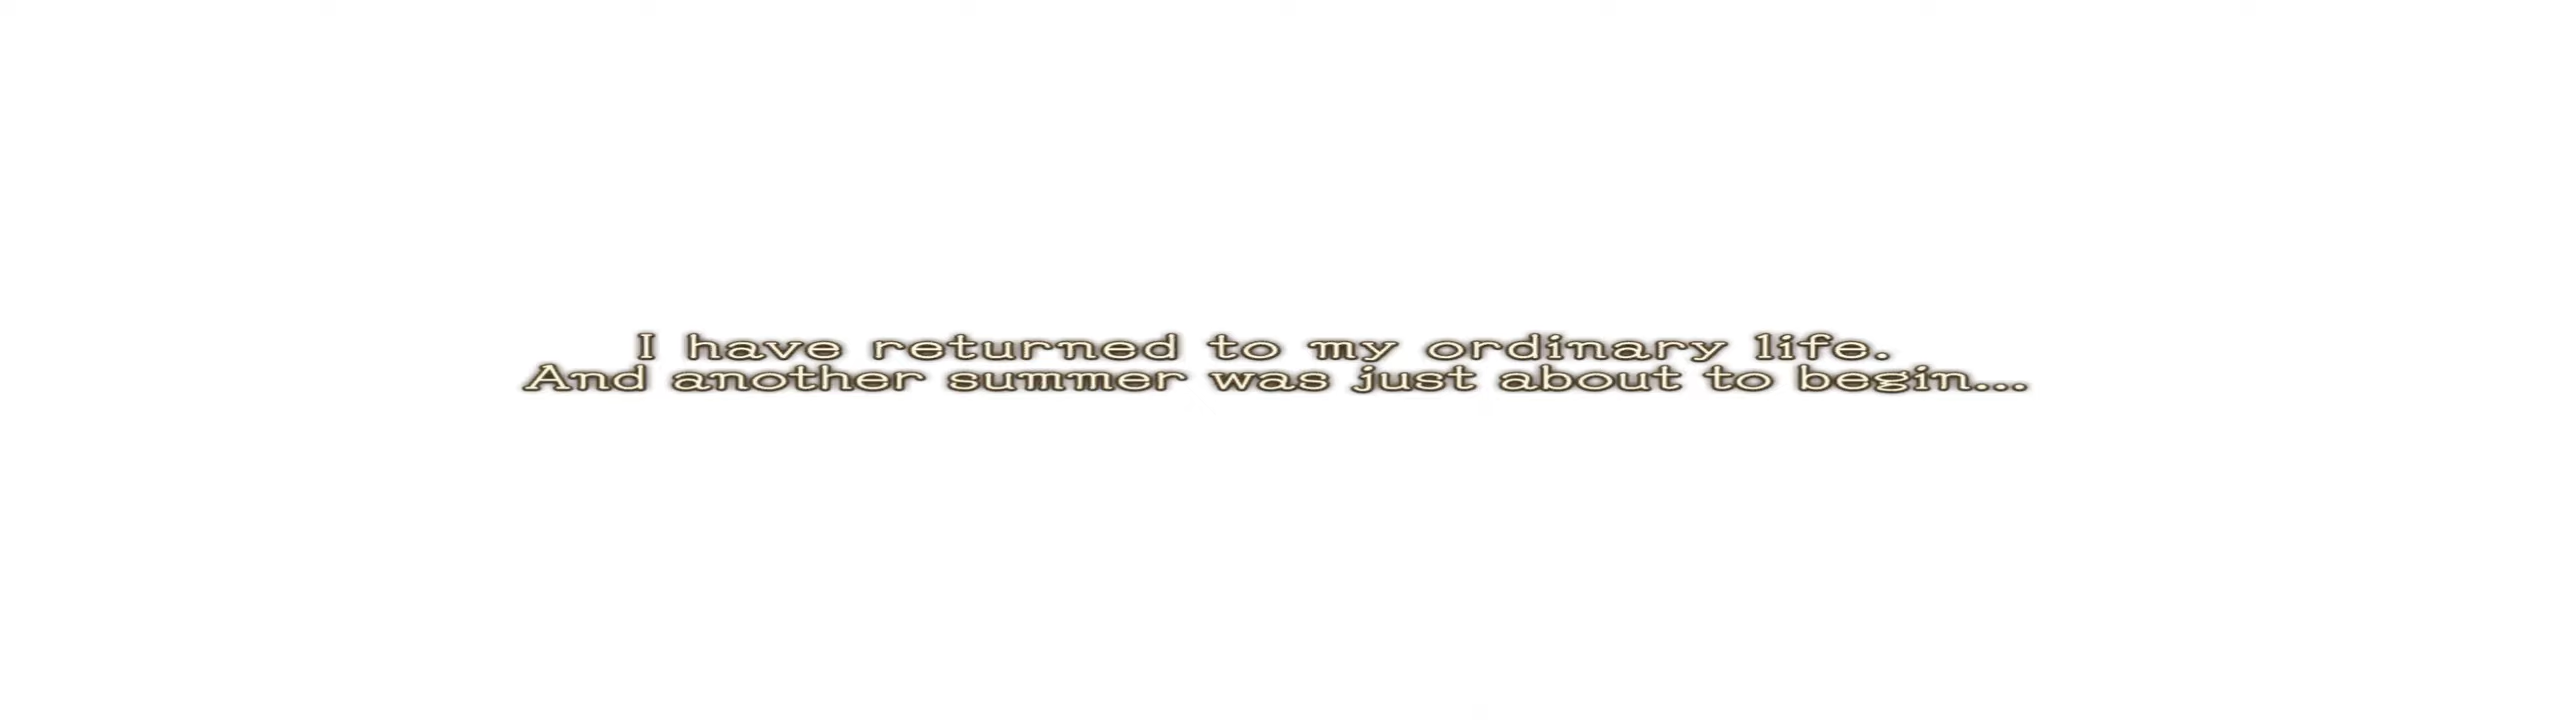 I have returned to my ordinary life.
And another summer was just about to begin...